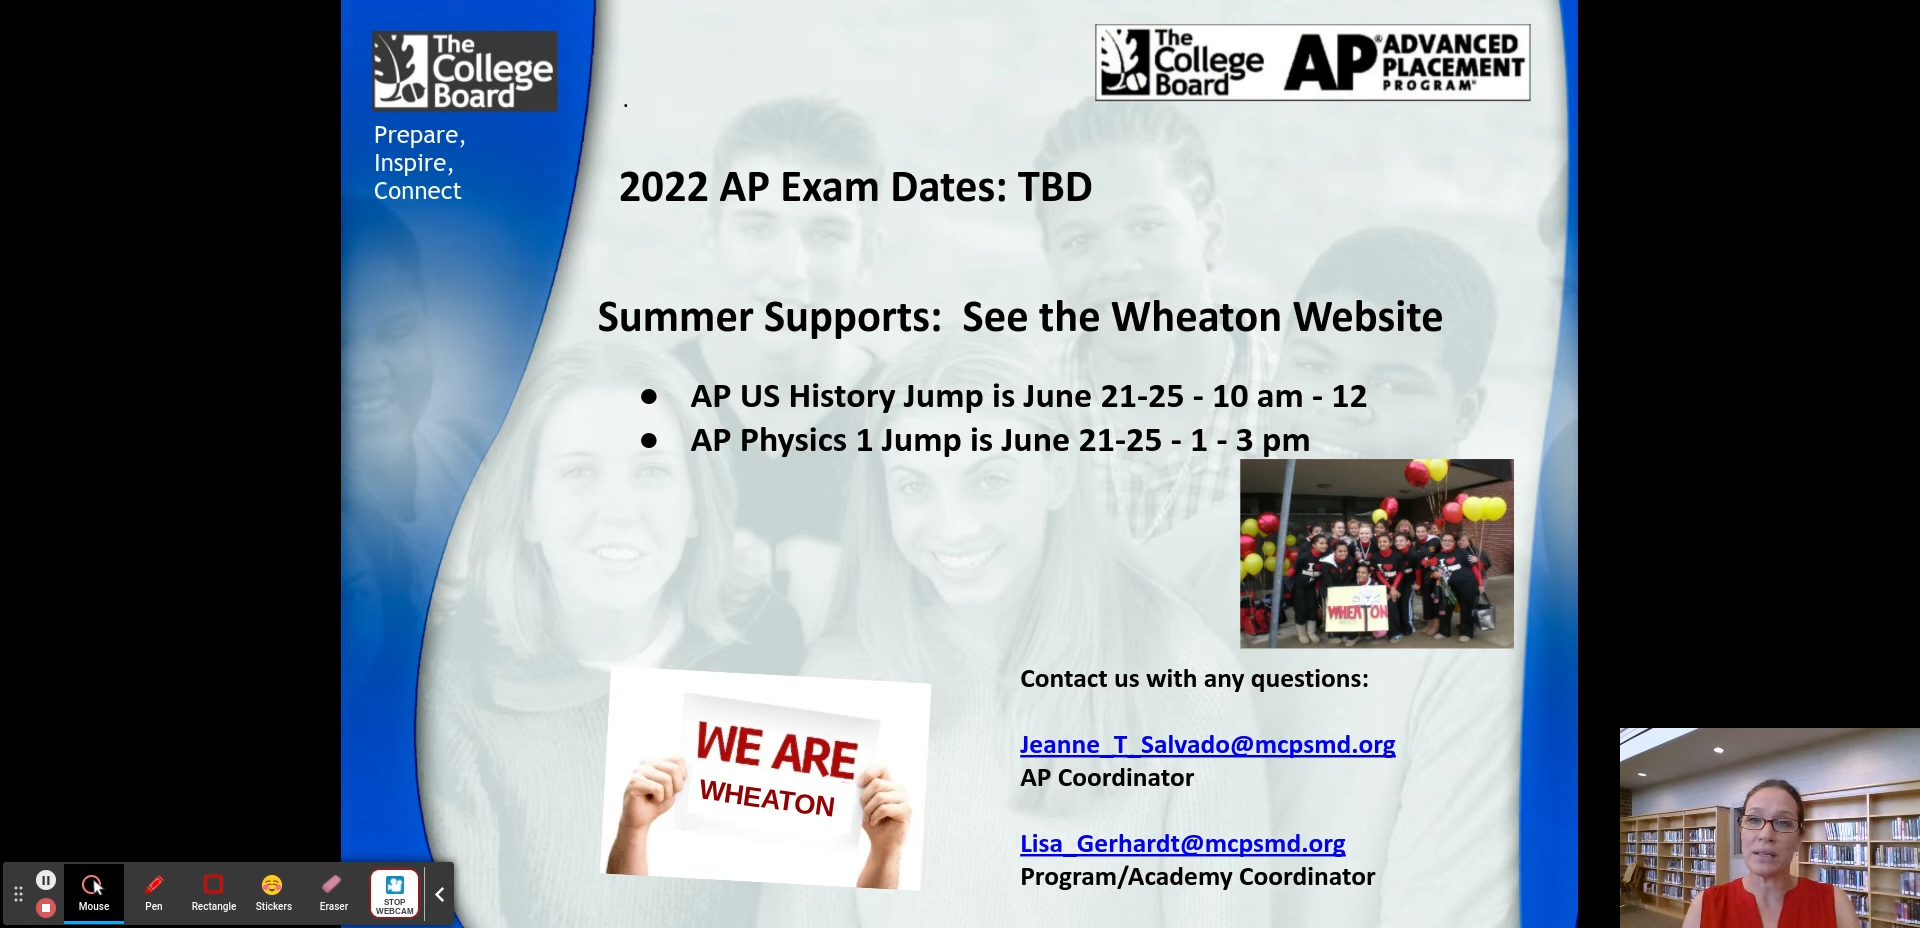 The
College
Board
Prepare,
Inspire,
Connect
The
College
Board
AP® ADVANCED
PLACEMENT
PROGRAM®
.
2022 AP Exam Dates: TBD
Summer Supports:  See the Wheaton Website
● AP US History Jump is June 21-25 - 10 am - 12
● AP Physics 1 Jump is June 21-25 - 1 - 3 pm
WHEATON
WE ARE
WHEATON
Contact us with any questions:
Jeanne_T_Salvado@mcpsmd.org
AP Coordinator
Lisa_Gerhardt@mcpsmd.org
Program/Academy Coordinator
Mouse
Pen
Rectangle
Stickers
Eraser
STOP
WEBCAM